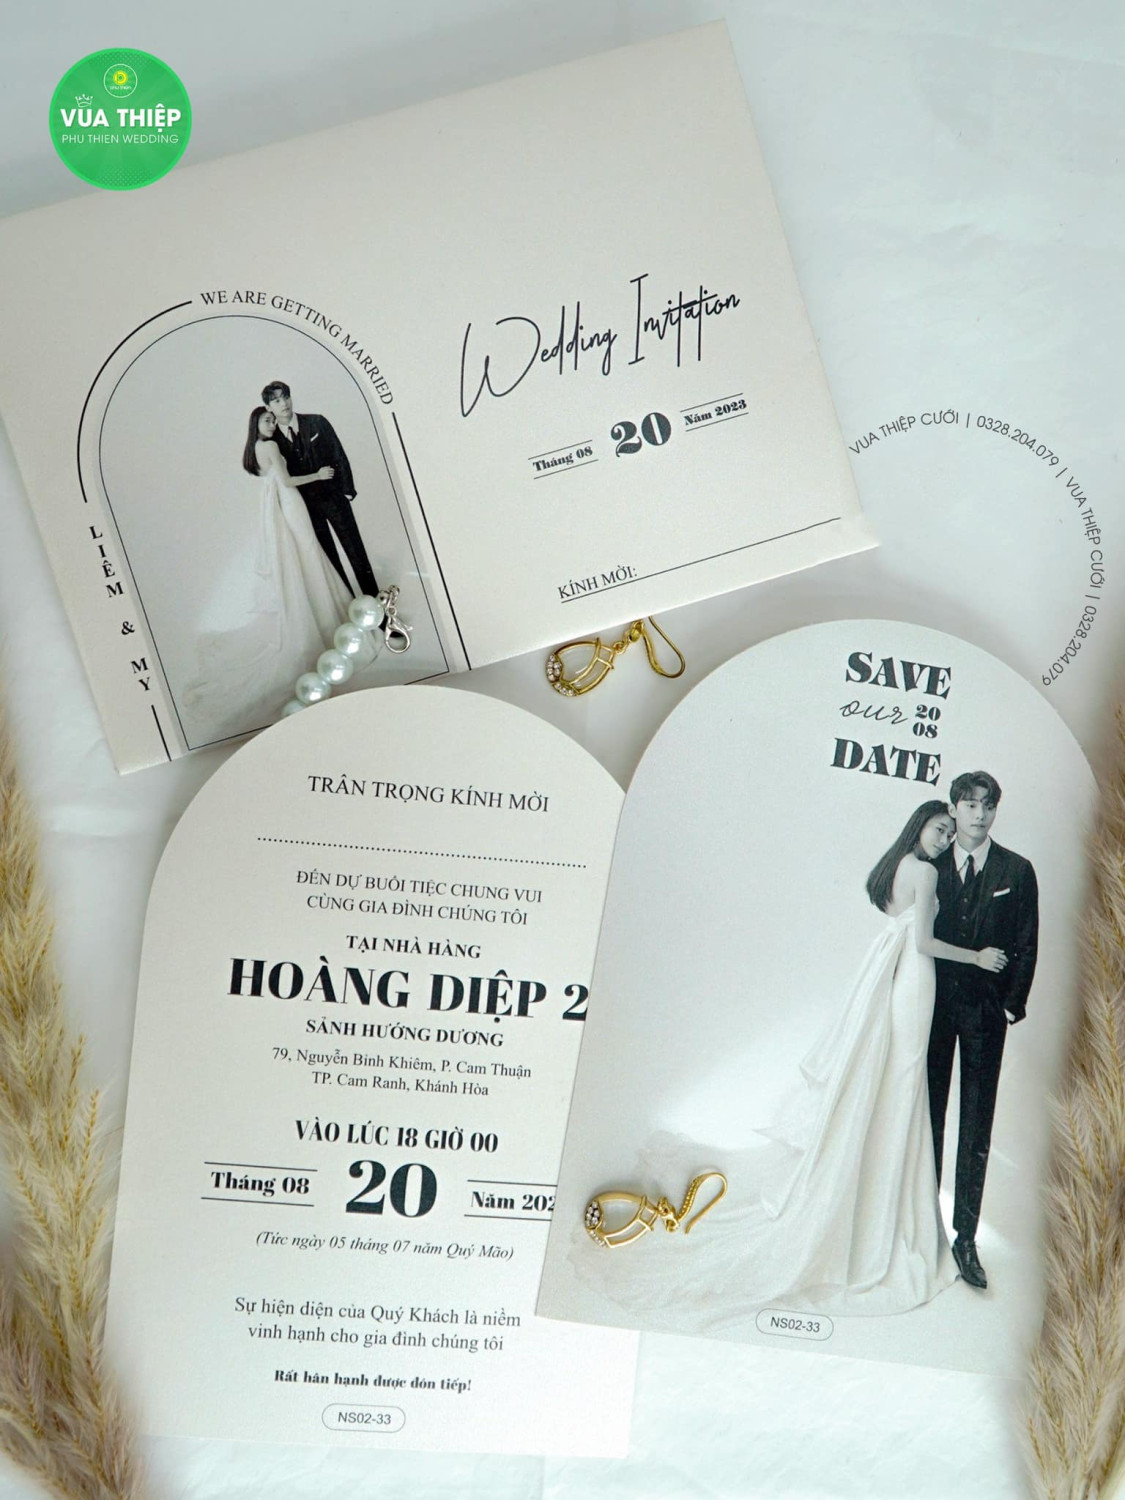 PHU THIEN
VUA THIỆP
PHU THIEN WEDDING
WE ARE GETTING MARRIED
LIÊM & MY
Wedding Invitation
Tháng 08 20 Năm 2023
KÍNH MỜI:
VUA THIỆP CƯỚI | 0328.204.079 | VUA THIỆP CƯỚI | 0328.204.079
SAVE
our 20 08
DATE
NS02-33
TRÂN TRỌNG KÍNH MỜI
ĐẾN DỰ BUỔI TIỆC CHUNG VUI
CÙNG GIA ĐÌNH CHÚNG TÔI
TẠI NHÀ HÀNG
HOÀNG DIỆP 2
SẢNH HƯỚNG DƯƠNG
79, Nguyễn Bỉnh Khiêm, P. Cam Thuận
TP. Cam Ranh, Khánh Hòa
VÀO LÚC 18 GIỜ 00
Tháng 08 20 Năm 202
(Tức ngày 05 tháng 07 năm Quý Mão)
Sự hiện diện của Quý Khách là niềm
vinh hạnh cho gia đình chúng tôi
Rất hân hạnh được đón tiếp!
NS02-33